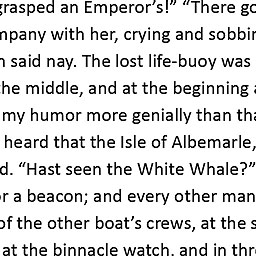 grasped an Emperor's!” “There go
mpany with her, crying and sobbin
said nay. The lost life-buoy was
the middle, and at the beginning
my humor more genially than tha
heard that the Isle of Albemarle,
“Hast seen the White Whale?”
or a beacon; and every other man
of the other boat's crews, at the s
at the binnacle watch, and in thr